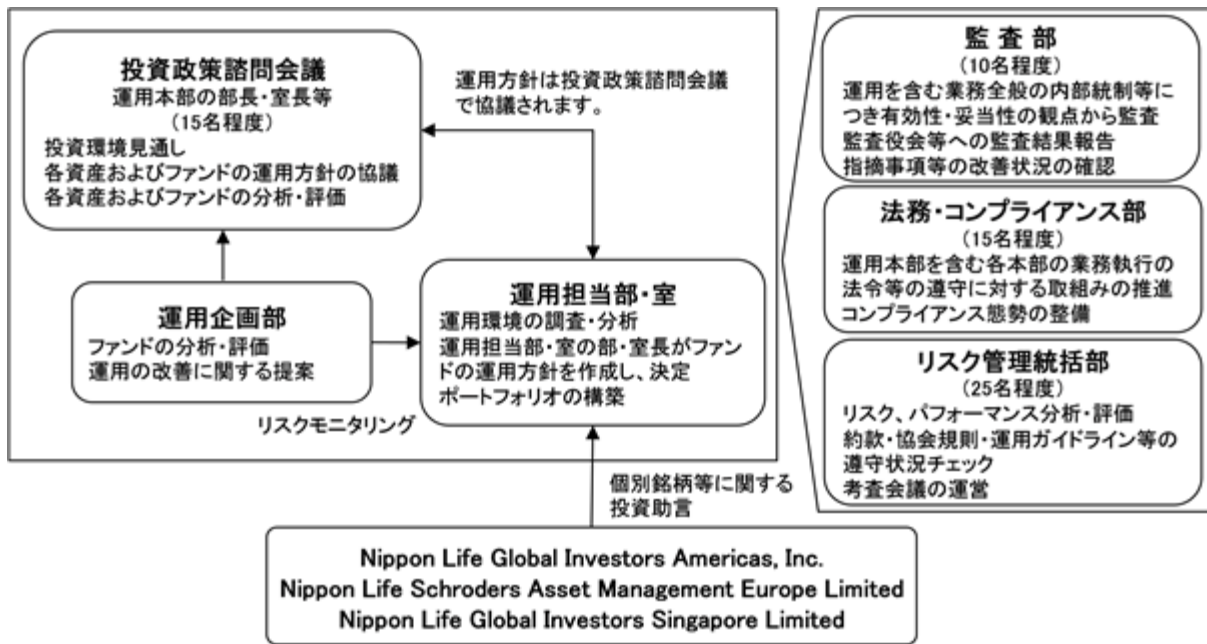 投資政策諮問会議
運用本部の部長・室長等
(15名程度)
投資環境見通し
各資産およびファンドの運用方針の協議
各資産およびファンドの分析・評価
運用方針は投資政策諮問会議
で協議されます。
運用企画部
ファンドの分析・評価
運用の改善に関する提案
リスクモニタリング
運用担当部・室
運用環境の調査・分析
運用担当部・室の部・室長がファン
ドの運用方針を作成し、決定
ポートフォリオの構築
個別銘柄等に関する
投資助言
Nippon Life Global Investors Americas, Inc.
Nippon Life Schroders Asset Management Europe Limited
Nippon Life Global Investors Singapore Limited
監 査 部
(10名程度)
運用を含む業務全般の内部統制等に
つき有効性・妥当性の観点から監査
監査役会等への監査結果報告
指摘事項等の改善状況の確認
法務・コンプライアンス部
(15名程度)
運用本部を含む各本部の業務執行の
法令等の遵守に対する取組みの推進
コンプライアンス態勢の整備
リスク管理統括部
(25名程度)
リスク、パフォーマンス分析・評価
約款・協会規則・運用ガイドライン等の
遵守状況チェック
考査会議の運営